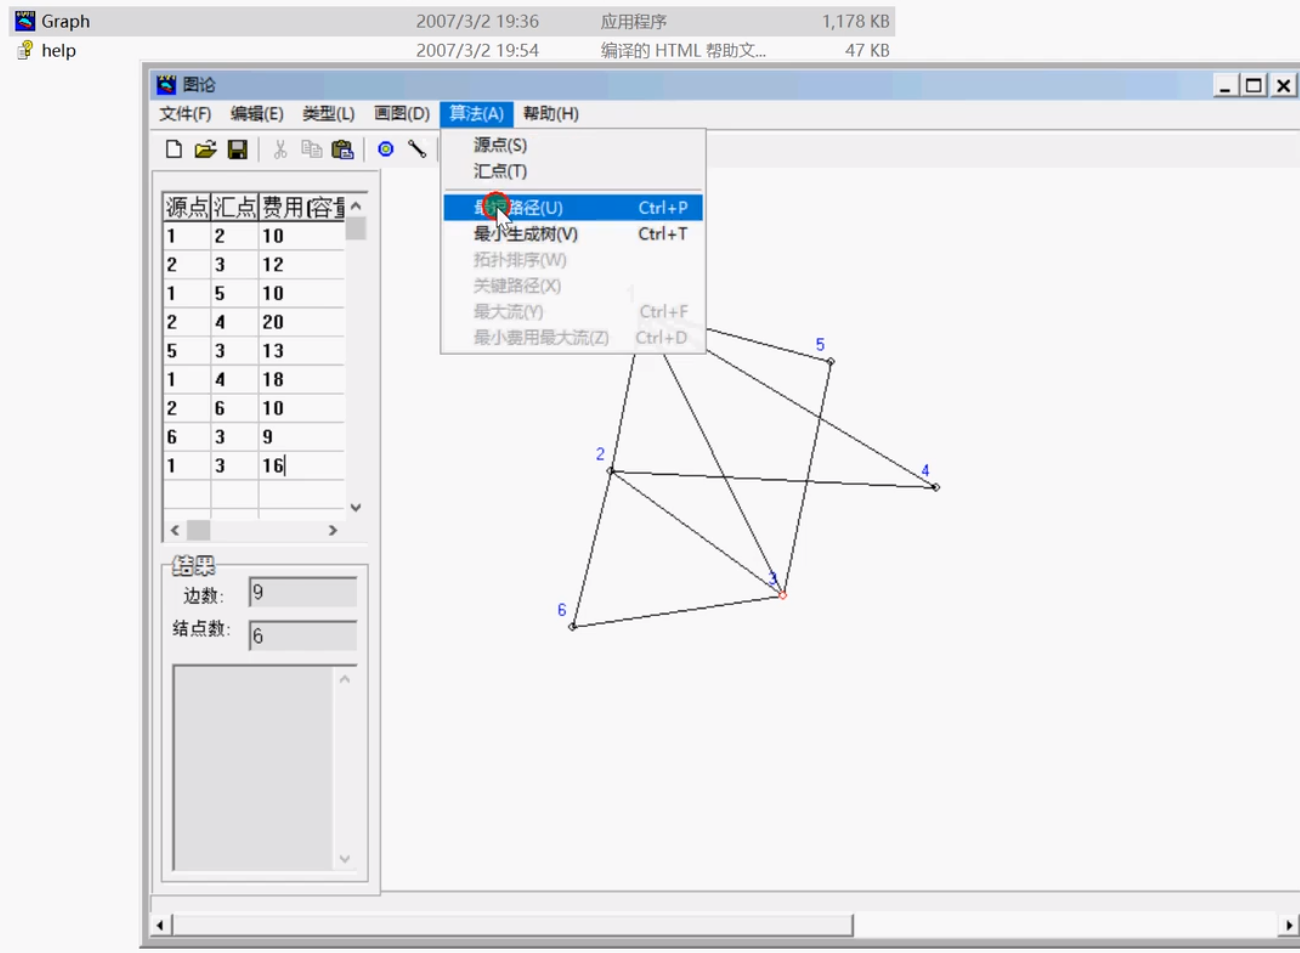 Graph 2007/3/2 19:36 应用程序 1,178 KB
help 2007/3/2 19:54 编译的 HTML 帮助文... 47 KB
图论
文件(F) 编辑(E) 类型(L) 画图(D) 算法(A) 帮助(H)
源点(S)
汇点(T)
最短路径(U) Ctrl+P
最小生成树(V) Ctrl+T
拓扑排序(W)
关键路径(X)
最大流(Y) Ctrl+F
最小费用最大流(Z) Ctrl+D
源点 汇点 费用(容量
1 2 10
2 3 12
1 5 10
2 4 20
5 3 13
1 4 18
2 6 10
6 3 9
1 3 16
结果
边数: 9
结点数: 6
1
5
2
4
3
6